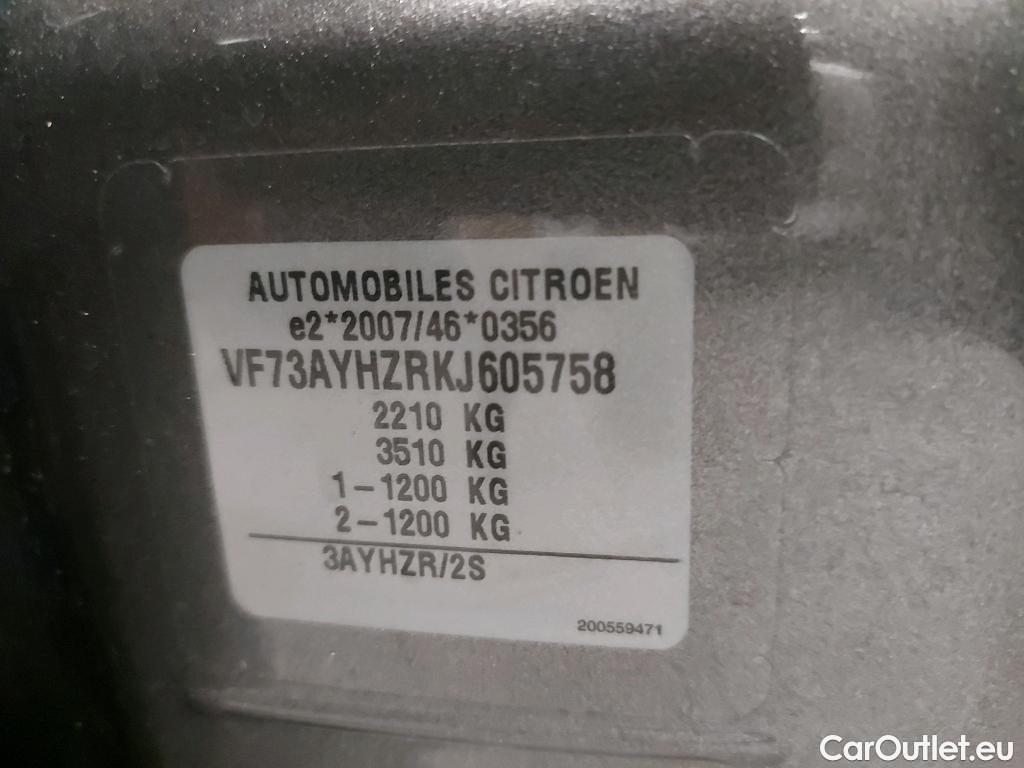 AUTOMOBILES CITROEN
e2*2007/46*0356
VF73AYHZRKJ605758
2210 KG
3510 KG
1-1200 KG
2-1200 KG
3AYHZR/2S
200559471
CarOutlet.eu